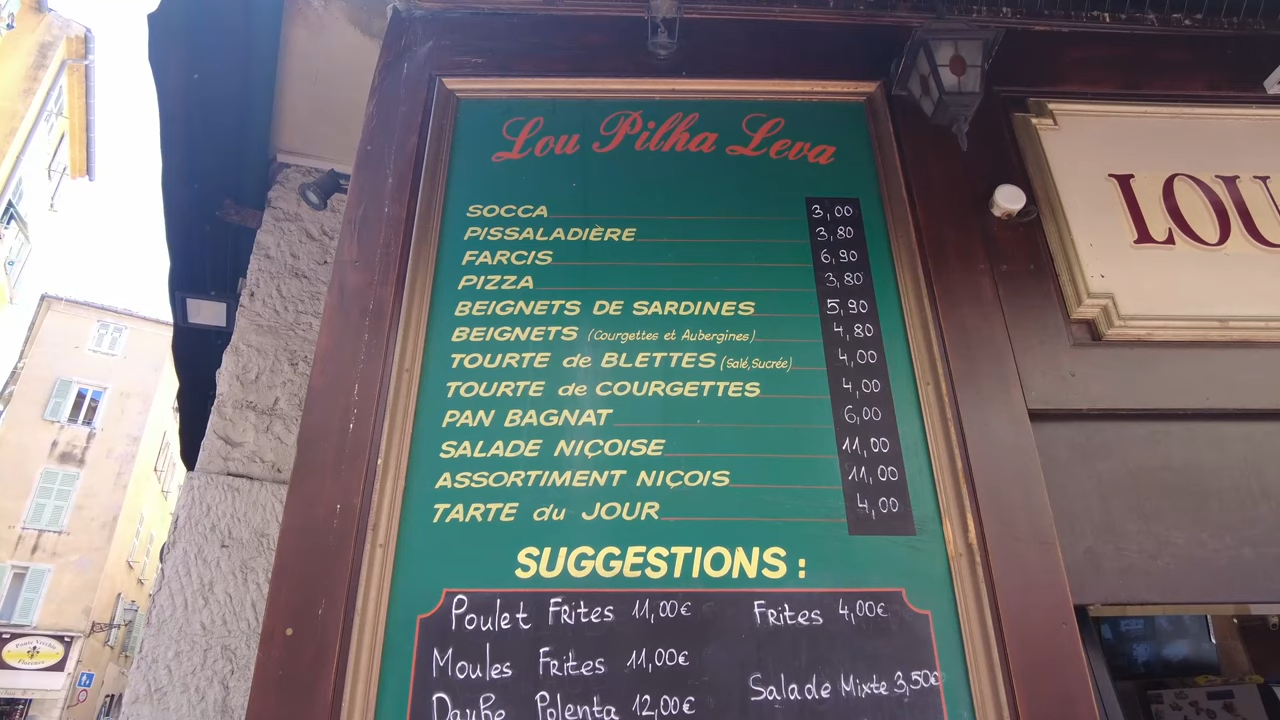 Lou Pilha Leva
SOCCA 3,00
PISSALADIÈRE 3,80
FARCIS 6,90
PIZZA 3,80
BEIGNETS DE SARDINES 5,90
BEIGNETS (Courgettes et Aubergines) 4,80
TOURTE de BLETTES (Salé, Sucrée) 4,00
TOURTE de COURGETTES 4,00
PAN BAGNAT 6,00
SALADE NIÇOISE 11,00
ASSORTIMENT NIÇOIS 11,00
TARTE du JOUR 4,00
SUGGESTIONS :
Poulet Frites 11,00€
Frites 4,00€
Moules Frites 11,00€
Salade Mixte 3,50€
Daube Polenta 12,00€
LOU
Ponte Vecchio
Florence